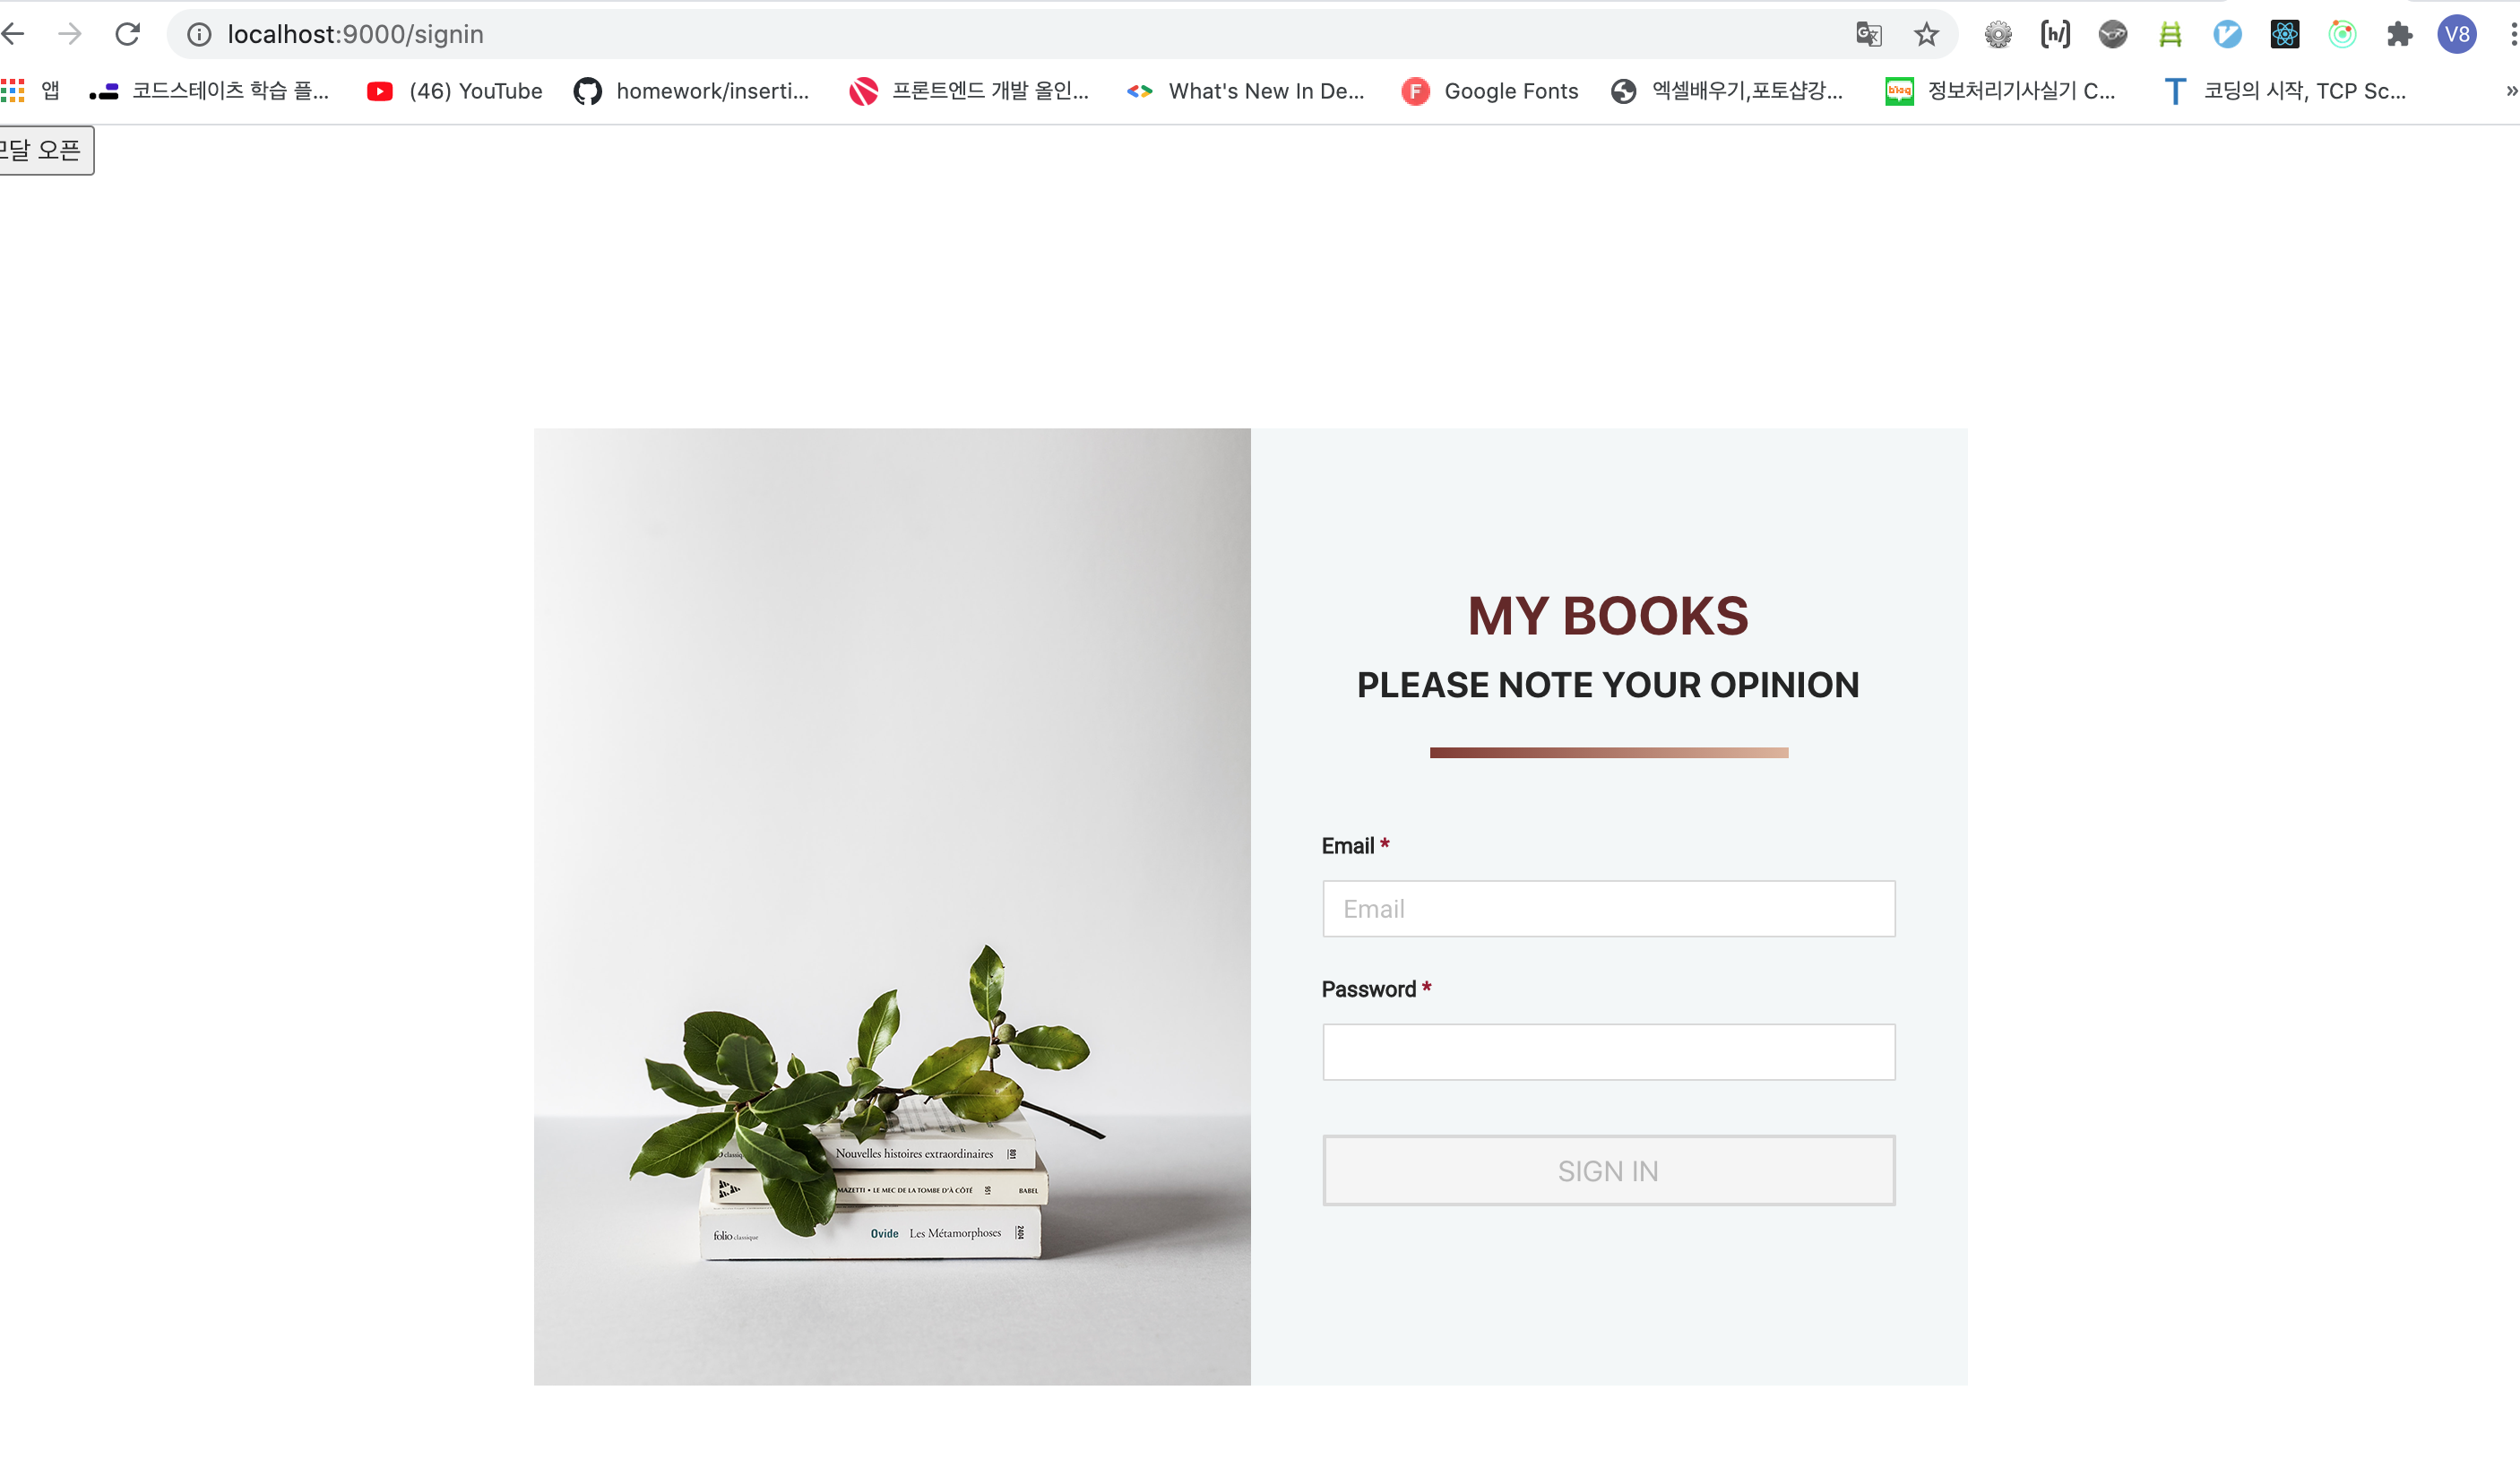 localhost:9000/signin
V8
앱
코드스테이츠 학습 플...
(46) YouTube
homework/inserti...
프론트엔드 개발 올인...
What's New In De...
Google Fonts
엑셀배우기,포토샵강...
정보처리기사실기 C...
코딩의 시작, TCP Sc...
»
모달 오픈
MY BOOKS
PLEASE NOTE YOUR OPINION
Email *
Email
Password *
SIGN IN
Nouvelles histoires extraordinaires 801
MAZETTI • LE MEC DE LA TOMBE D'À CÔTÉ 951 BABEL
folio classique Ovide Les Métamorphoses 2404